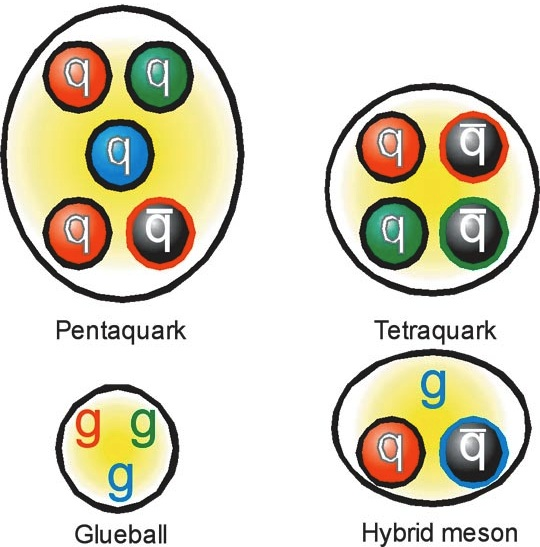 q q
q
q q̅
Pentaquark
q q̅
q q̅
Tetraquark
g g
g
Glueball
g
q q̅
Hybrid meson